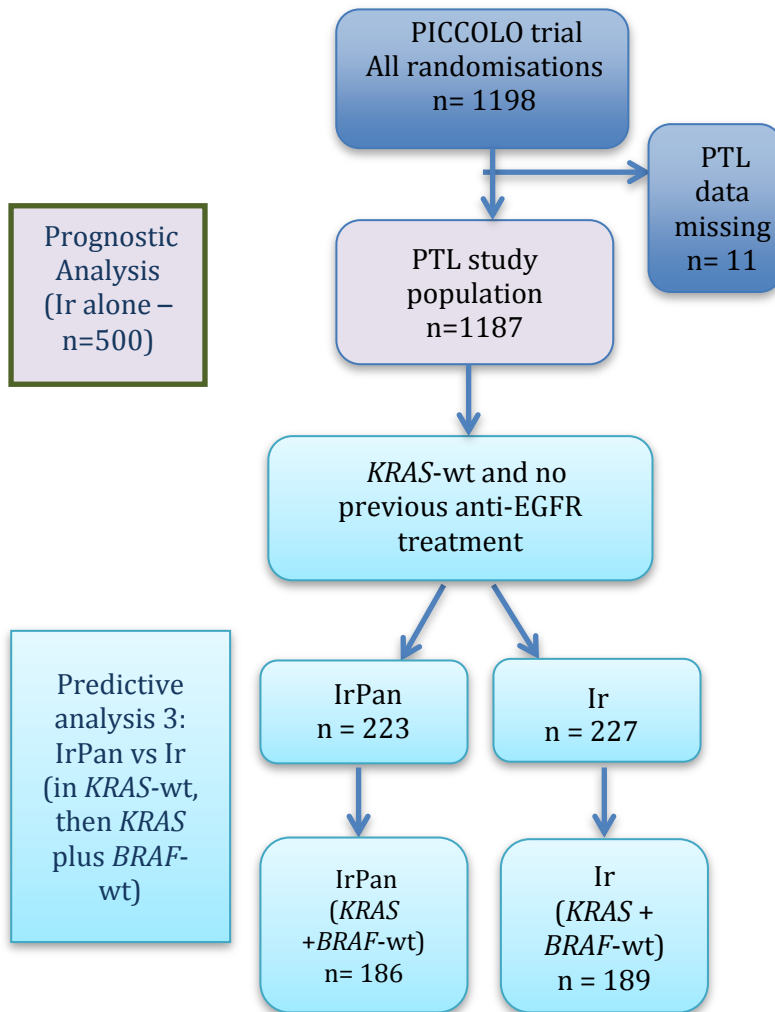 PICCOLO trial
All randomisations
n= 1198
PTL
data
missing
n= 11
Prognostic
Analysis
(Ir alone –
n=500)
PTL study
population
n=1187
KRAS-wt and no
previous anti-EGFR
treatment
IrPan
n = 223
Ir
n = 227
Predictive
analysis 3:
IrPan vs Ir
(in KRAS-wt,
then KRAS
plus BRAF-
wt)
IrPan
(KRAS
+BRAF-wt)
n= 186
Ir
(KRAS +
BRAF-wt)
n = 189